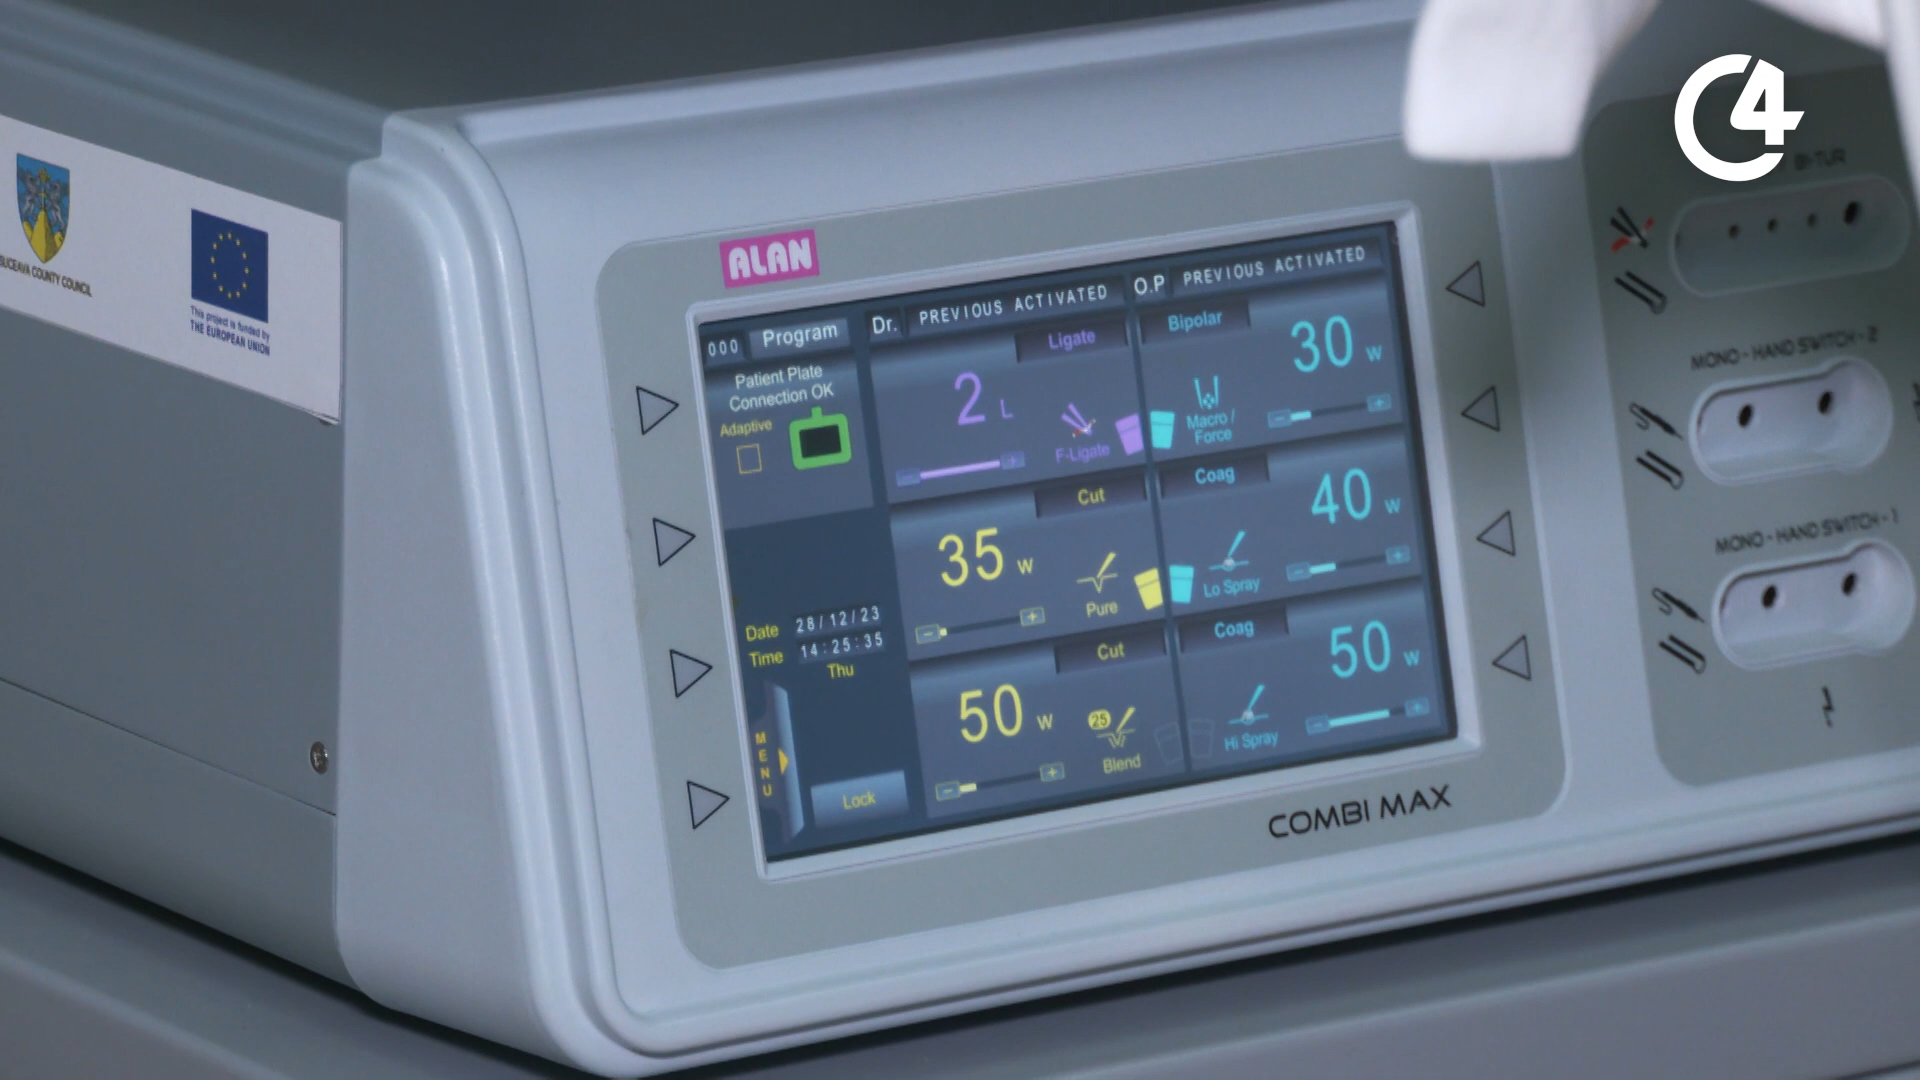 C4
SUCEAVA COUNTY COUNCIL
This project is funded by
THE EUROPEAN UNION
ALAN
000 Program
Dr. PREVIOUS ACTIVATED
O.P PREVIOUS ACTIVATED
Patient Plate
Connection OK
Adaptive
Ligate
2 L
F-Ligate
Bipolar
30 W
Macro /
Force
Cut
35 W
Pure
Coag
40 W
Lo Spray
Cut
50 W
25
Blend
Coag
50 W
Hi Spray
Date 28/12/23
Time 14:25:35
Thu
MENU
Lock
COMBI MAX
BI-TUR
MONO - HAND SWITCH - 2
MONO - HAND SWITCH - 1